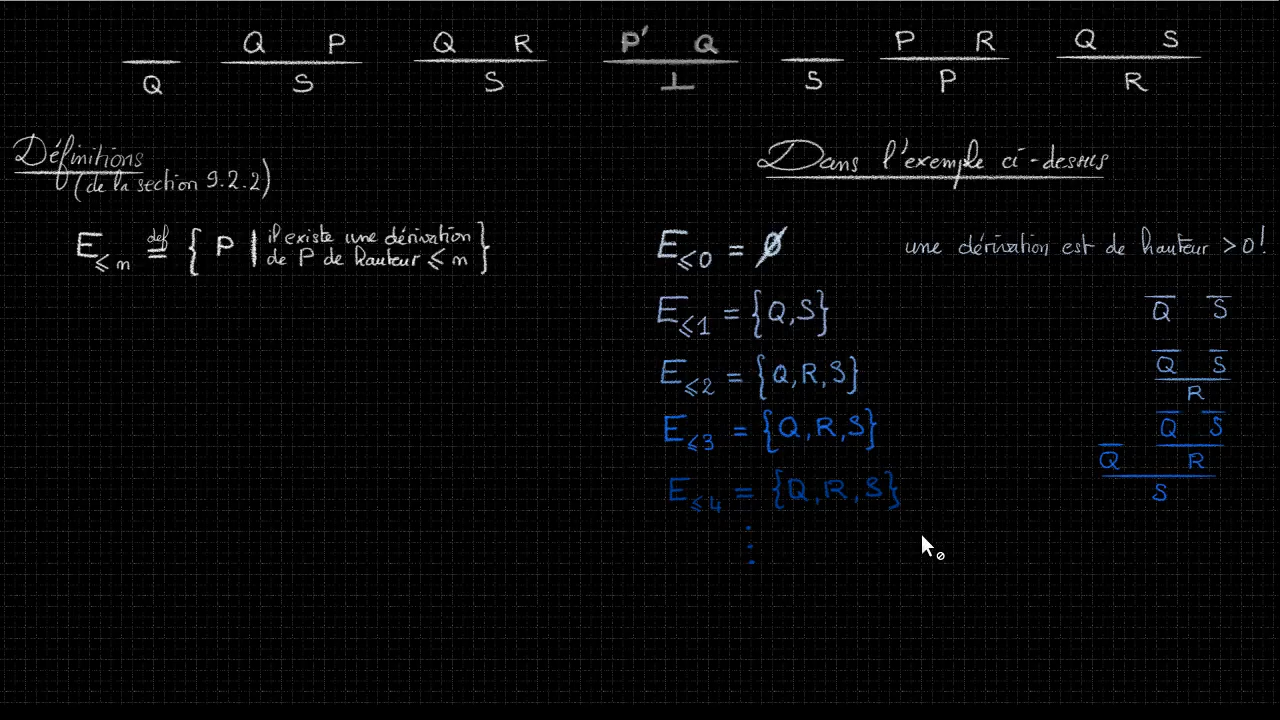 Q P Q R P' Q P R Q S
Q S S ⊥ S P R
Définitions
(de la section 9.2.2)
Dans l'exemple ci-dessus
E≤n def= { P | il existe une dérivation
de P de hauteur ≤ n }
E≤0 = ∅ une dérivation est de hauteur > 0!
E≤1 = {Q,S} Q S
E≤2 = {Q,R,S} Q S
R
E≤3 = {Q,R,S} Q S
Q R
E≤4 = {Q,R,S} S
⋮